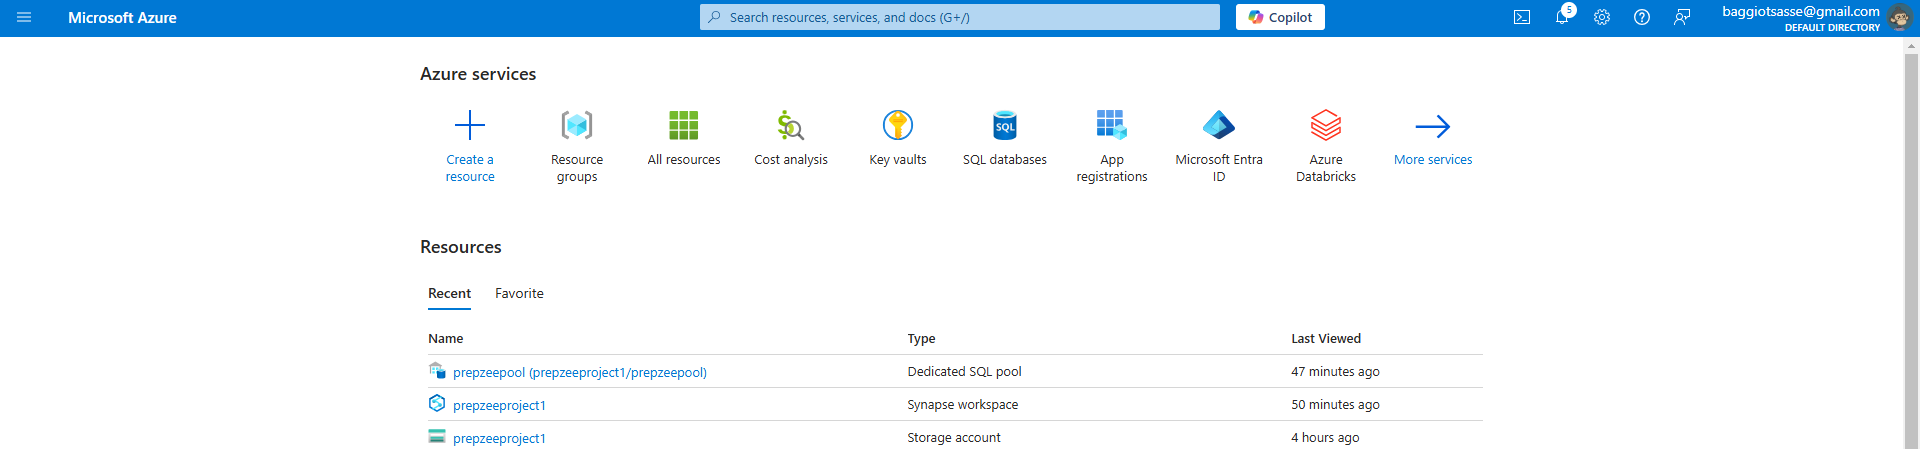 Microsoft Azure
Search resources, services, and docs (G+/)
Copilot
5
baggiotsasse@gmail.com
DEFAULT DIRECTORY
Azure services
Create a
resource
Resource
groups
All resources
Cost analysis
Key vaults
SQL
SQL databases
App
registrations
Microsoft Entra
ID
Azure
Databricks
More services
Resources
Recent Favorite
Name Type Last Viewed
prepzeepool (prepzeeproject1/prepzeepool) Dedicated SQL pool 47 minutes ago
prepzeeproject1 Synapse workspace 50 minutes ago
prepzeeproject1 Storage account 4 hours ago